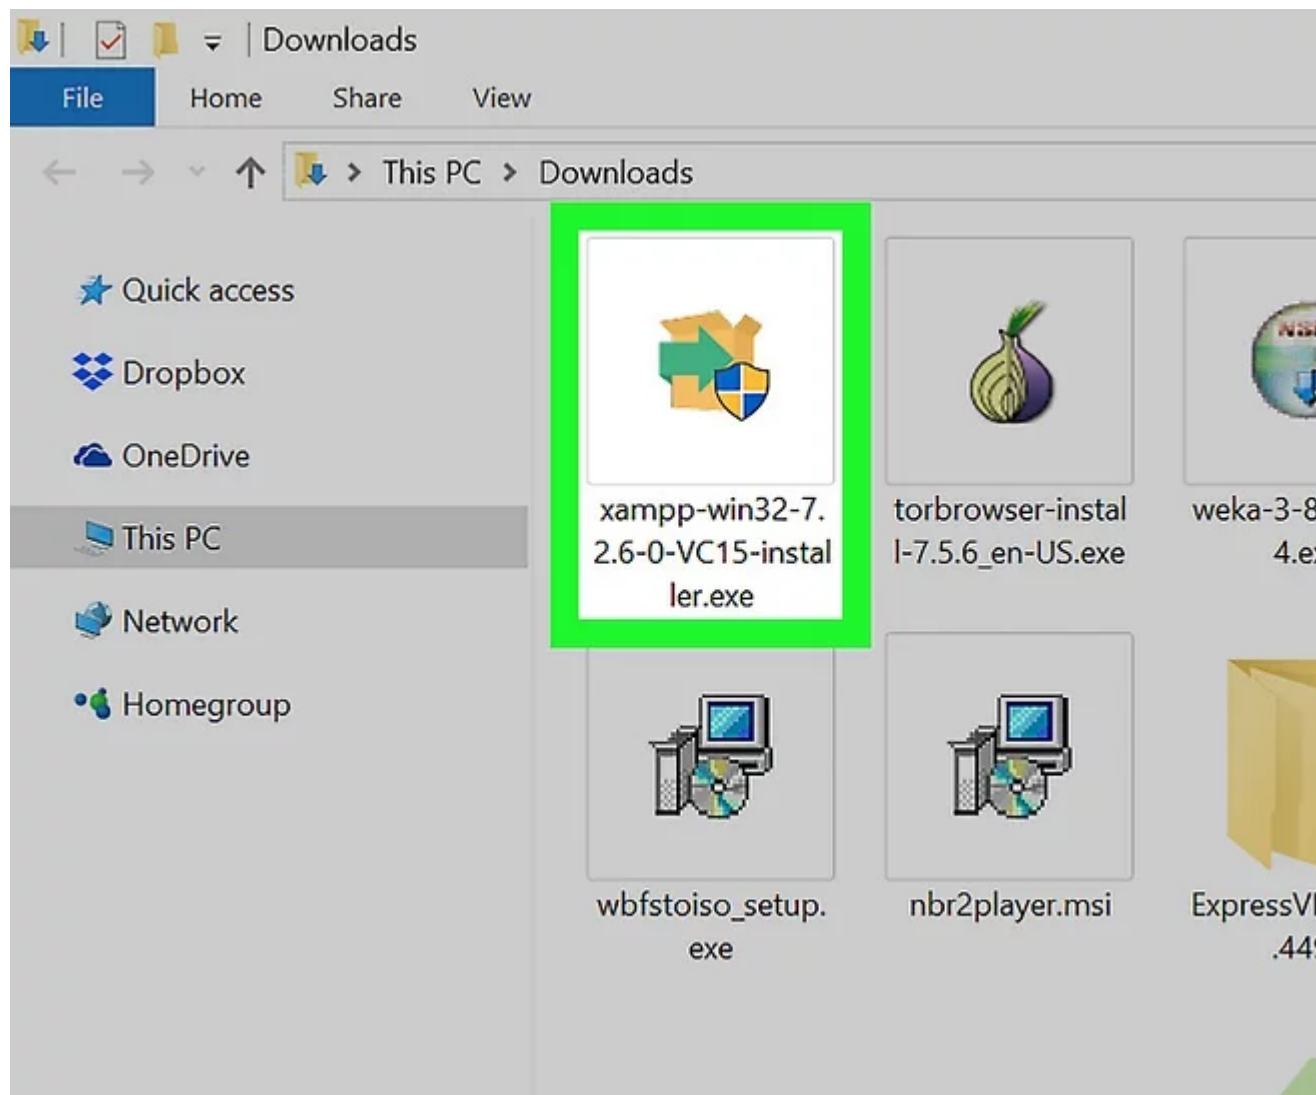 Downloads
File Home Share View
This PC Downloads
Quick access
Dropbox
OneDrive
This PC
Network
Homegroup
xampp-win32-7.
2.6-0-VC15-instal
ler.exe
torbrowser-instal
l-7.5.6_en-US.exe
weka-3-8
4.e
wbfstoiso_setup.
exe
nbr2player.msi
ExpressV
.44